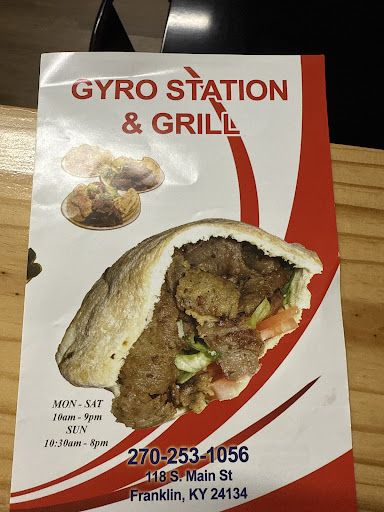 GYRO STATION
& GRILL
MON - SAT
10am - 9pm
SUN
10:30am - 8pm
270-253-1056
118 S. Main St
Franklin, KY 24134